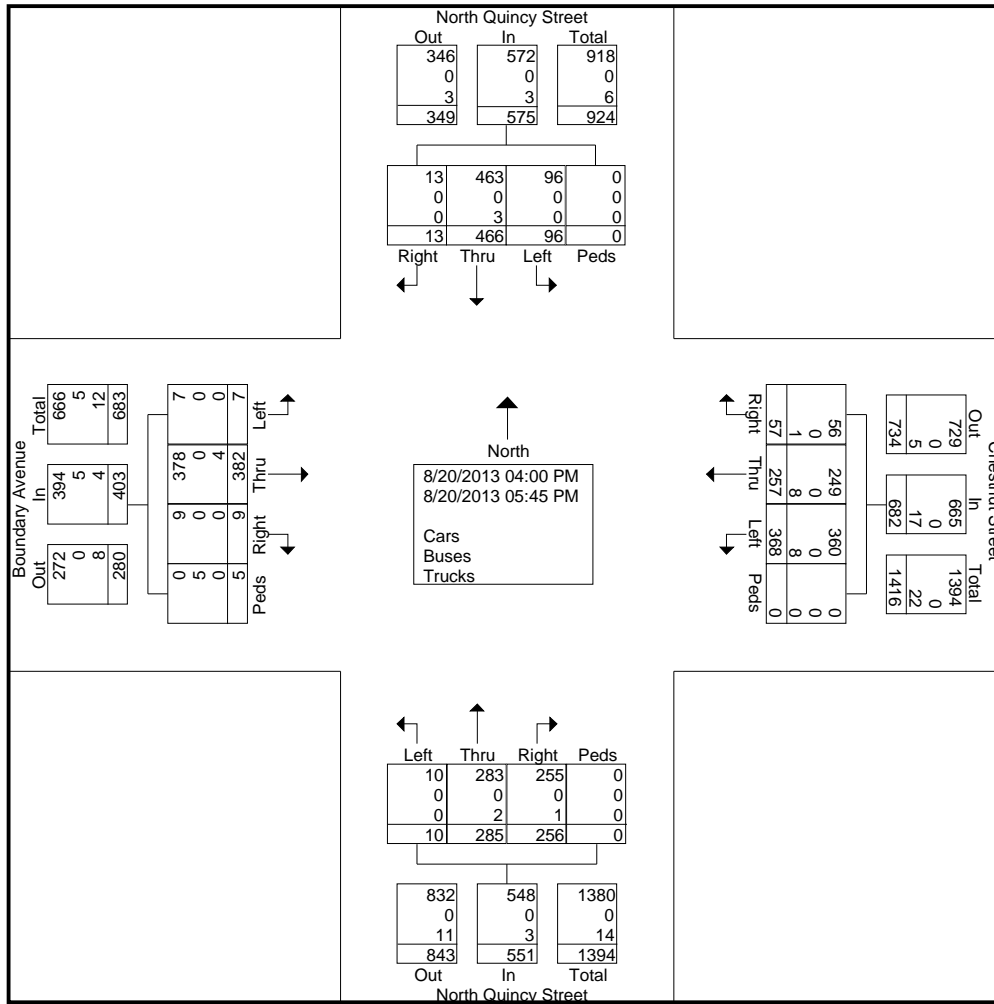 North Quincy Street
Out In Total
346 572 918
0 0 0
3 3 6
349 575 924
13 463 96 0
0 0 0 0
0 3 0 0
13 466 96 0
Right Thru Left Peds
Boundary Avenue
Total In Out
666 394 272
5 5 0
12 4 8
683 403 280
7 378 9 0
0 0 0 5
0 4 0 0
7 382 9 5
Left Thru Right Peds
North
8/20/2013 04:00 PM
8/20/2013 05:45 PM
Cars
Buses
Trucks
Right Thru Left Peds
56 249 360 0
0 0 0 0
1 8 8 0
57 257 368 0
Chestnut Street
Out In Total
729 665 1394
0 0 0
5 17 22
734 682 1416
Left Thru Right Peds
10 283 255 0
0 0 0 0
0 2 1 0
10 285 256 0
832 548 1380
0 0 0
11 3 14
843 551 1394
Out In Total
North Quincy Street